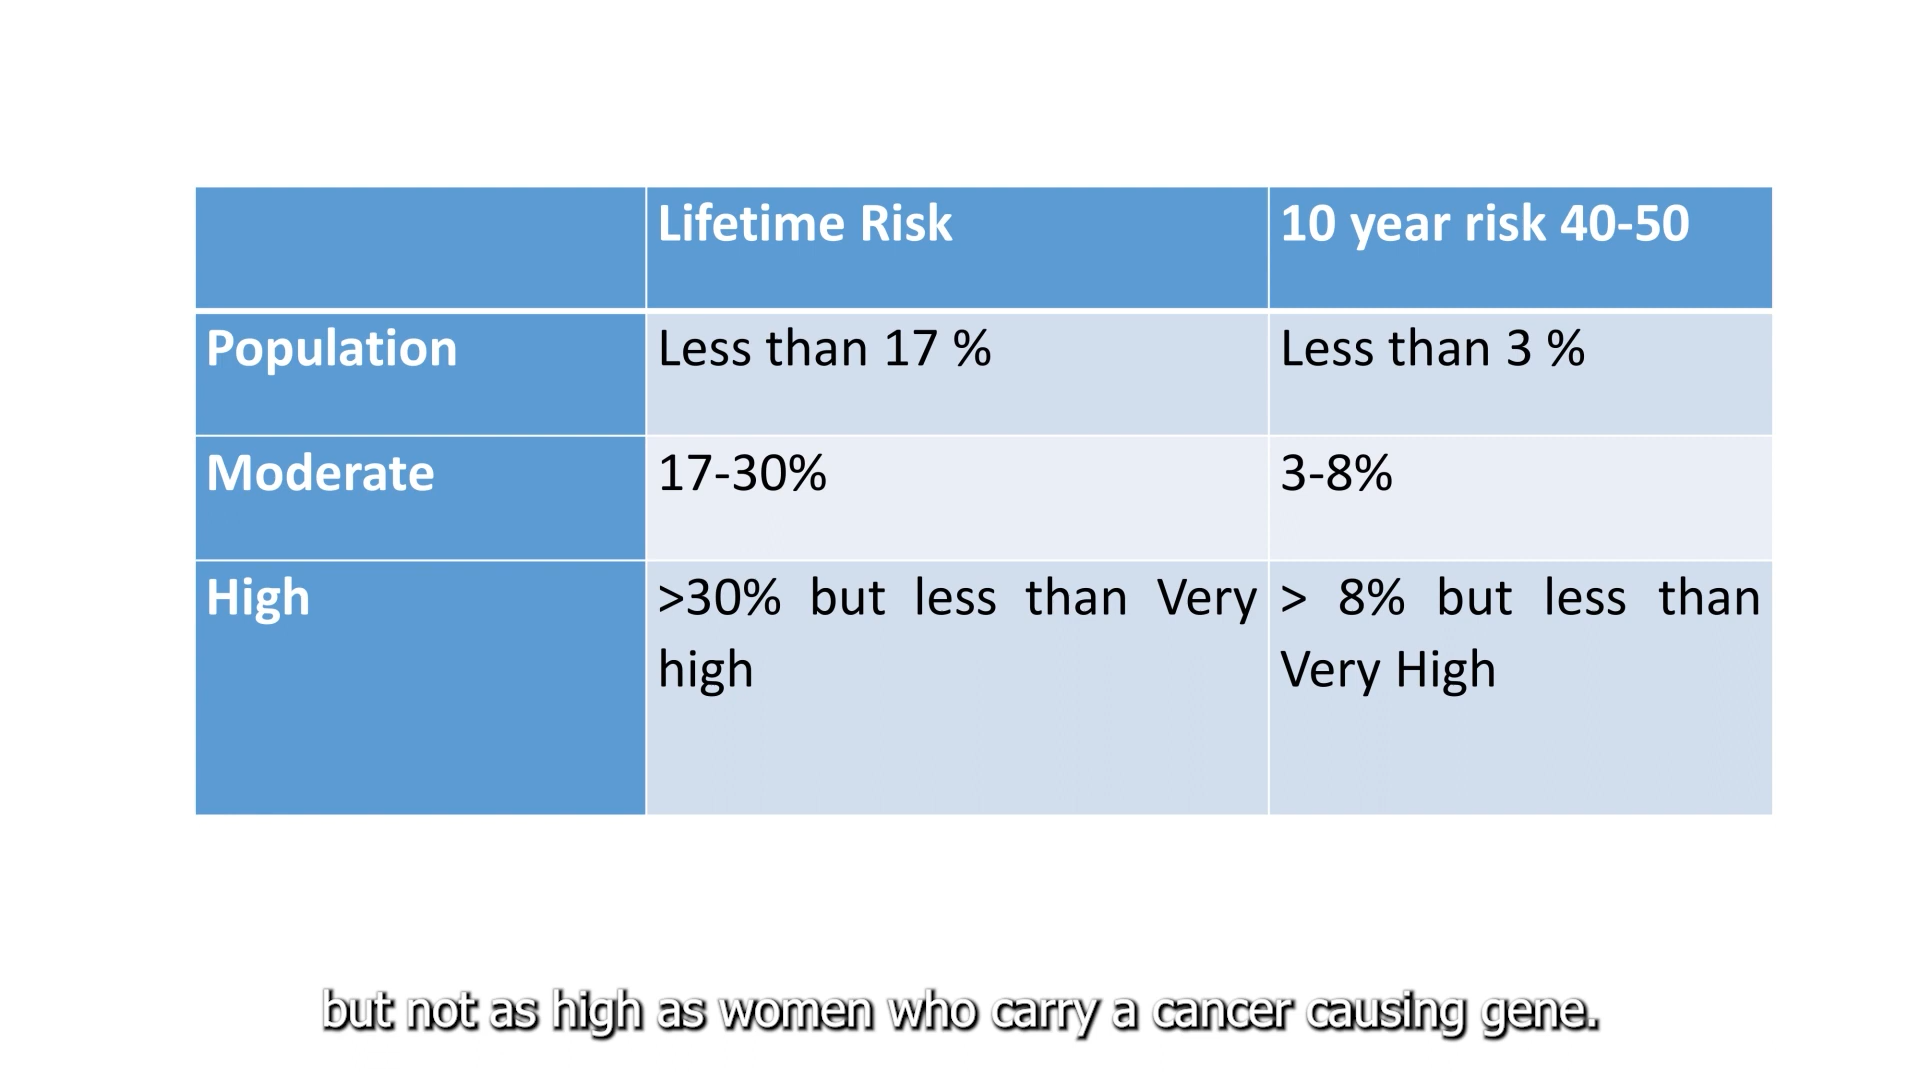 Lifetime Risk
10 year risk 40-50
Population
Less than 17 %
Less than 3 %
Moderate
17-30%
3-8%
High
>30% but less than Very
high
> 8% but less than
Very High
but not as high as women who carry a cancer causing gene.